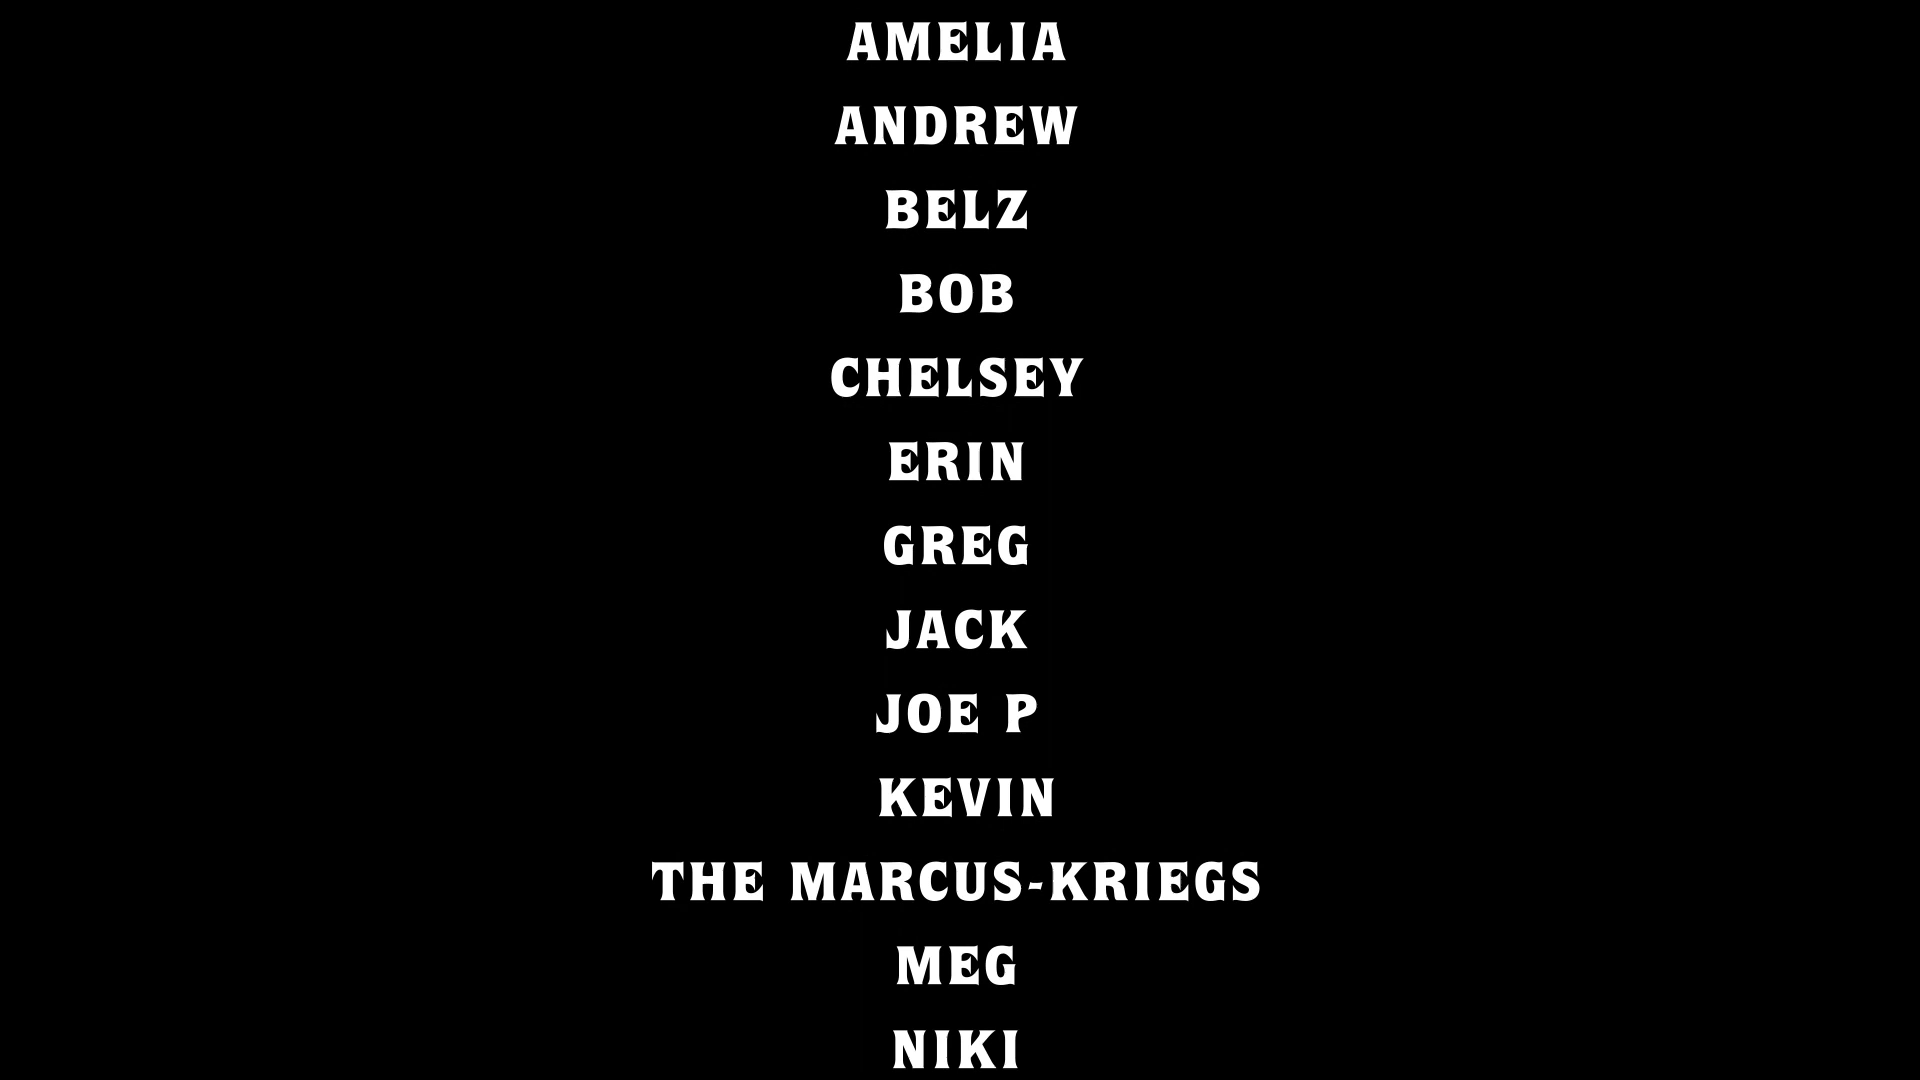 AMELIA
ANDREW
BELZ
BOB
CHELSEY
ERIN
GREG
JACK
JOE P
KEVIN
THE MARCUS-KRIEGS
MEG
NIKI